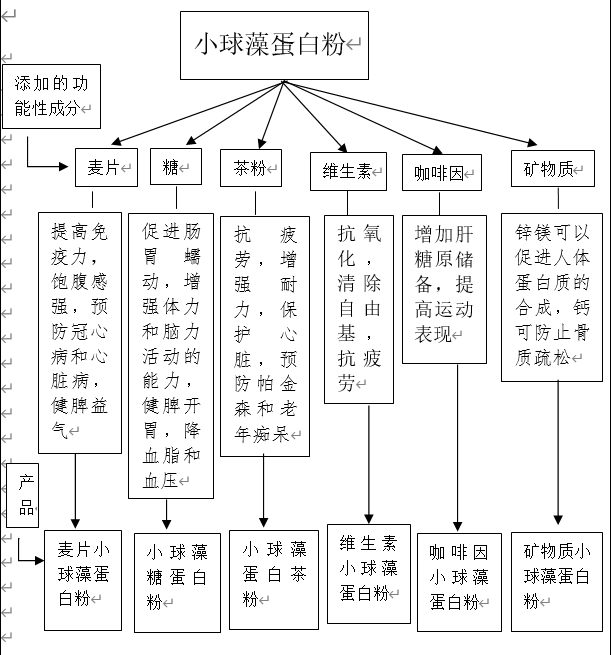 小球藻蛋白粉
添加的功
能性成分
麦片
糖
茶粉
维生素
咖啡因
矿物质
提高免
疫力，
饱腹感
强，预
防冠心
病和心
脏病，
健脾益
气
促进肠
胃蠕
动，增
强体力
和脑力
活动的
能力，
健脾开
胃，降
血脂和
血压
抗疲
劳，增
强耐
力，保
护心
脏，预
防帕金
森和老
年痴呆
抗氧
化，
清除
自由
基，
抗疲
劳
增加肝
糖原储
备，提
高运动
表现
锌镁可以
促进人体
蛋白质的
合成，钙
可防止骨
质疏松
产
品
麦片小
球藻蛋
白粉
小球藻
糖蛋白
粉
小球藻
蛋白茶
粉
维生素
小球藻
蛋白粉
咖啡因
小球藻
蛋白粉
矿物质小
球藻蛋白
粉